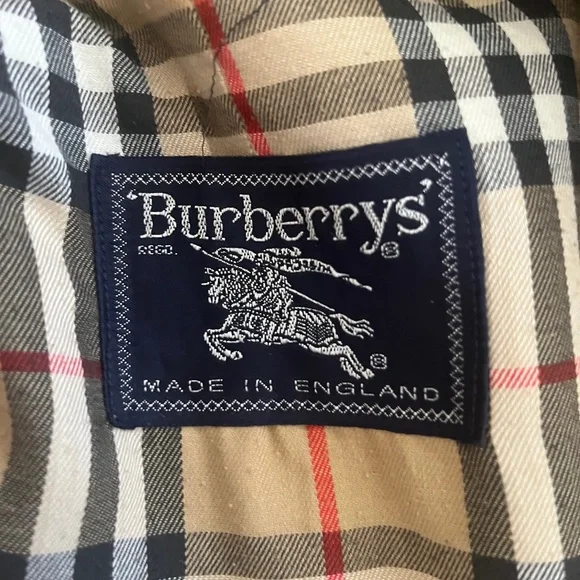 'Burberrys'
REGD. ®
®
MADE IN ENGLAND